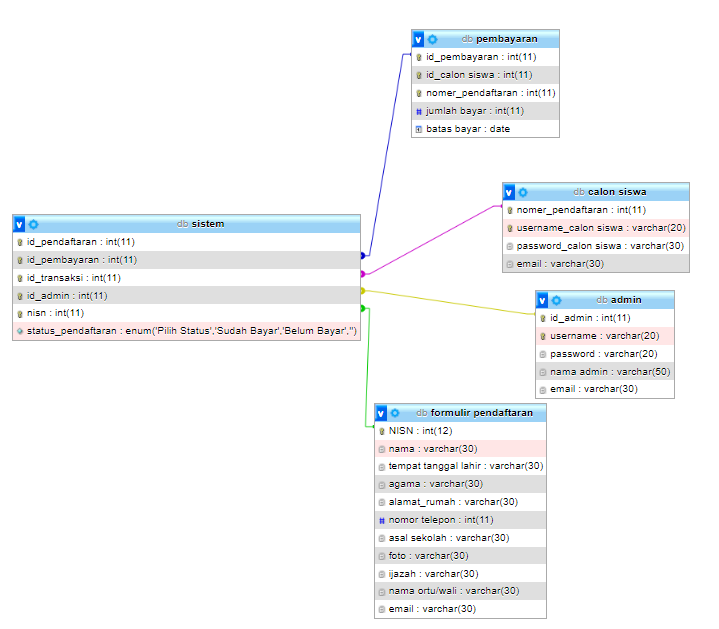 v db pembayaran
id_pembayaran : int(11)
id_calon siswa : int(11)
nomer_pendaftaran : int(11)
# jumlah bayar : int(11)
batas bayar : date
v db calon siswa
nomer_pendaftaran : int(11)
username_calon siswa : varchar(20)
password_calon siswa : varchar(30)
email : varchar(30)
v db sistem
id_pendaftaran : int(11)
id_pembayaran : int(11)
id_transaksi : int(11)
id_admin : int(11)
nisn : int(11)
status_pendaftaran : enum('Pilih Status','Sudah Bayar','Belum Bayar','')
v db admin
id_admin : int(11)
username : varchar(20)
password : varchar(20)
nama admin : varchar(50)
email : varchar(30)
v db formulir pendaftaran
NISN : int(12)
nama : varchar(30)
tempat tanggal lahir : varchar(30)
agama : varchar(30)
alamat_rumah : varchar(30)
# nomor telepon : int(11)
asal sekolah : varchar(30)
foto : varchar(30)
ijazah : varchar(30)
nama ortu/wali : varchar(30)
email : varchar(30)